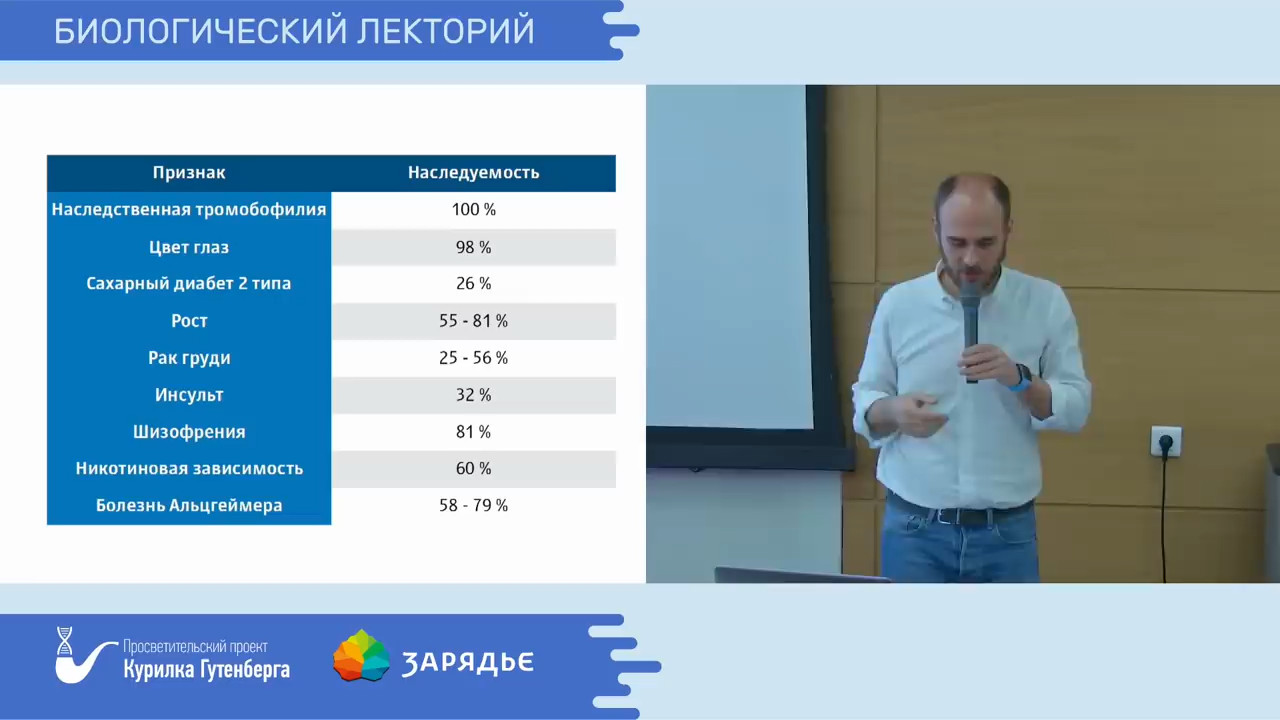 БИОЛОГИЧЕСКИЙ ЛЕКТОРИЙ
Признак Наследуемость
Наследственная тромобофилия 100 %
Цвет глаз 98 %
Сахарный диабет 2 типа 26 %
Рост 55 - 81 %
Рак груди 25 - 56 %
Инсульт 32 %
Шизофрения 81 %
Никотиновая зависимость 60 %
Болезнь Альцгеймера 58 - 79 %
Просветительский проект
Курилка Гутенберга
ЗАРЯДЬЕ